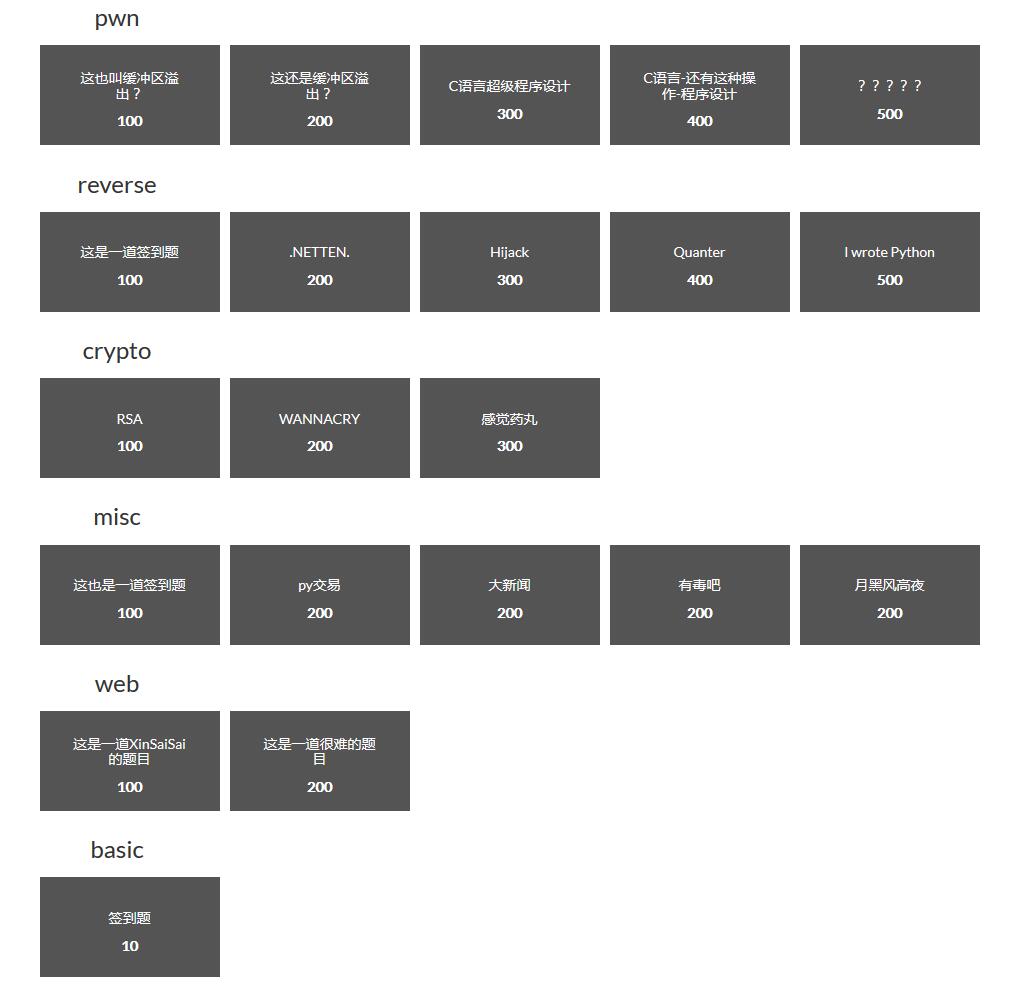 pwn
这也叫缓冲区溢
出？
100
这还是缓冲区溢
出？
200
C语言超级程序设计
300
C语言-还有这种操
作-程序设计
400
？？？？？
500
reverse
这是一道签到题
100
.NETTEN.
200
Hijack
300
Quanter
400
I wrote Python
500
crypto
RSA
100
WANNACRY
200
感觉药丸
300
misc
这也是一道签到题
100
py交易
200
大新闻
200
有毒吧
200
月黑风高夜
200
web
这是一道XinSaiSai
的题目
100
这是一道很难的题
目
200
basic
签到题
10